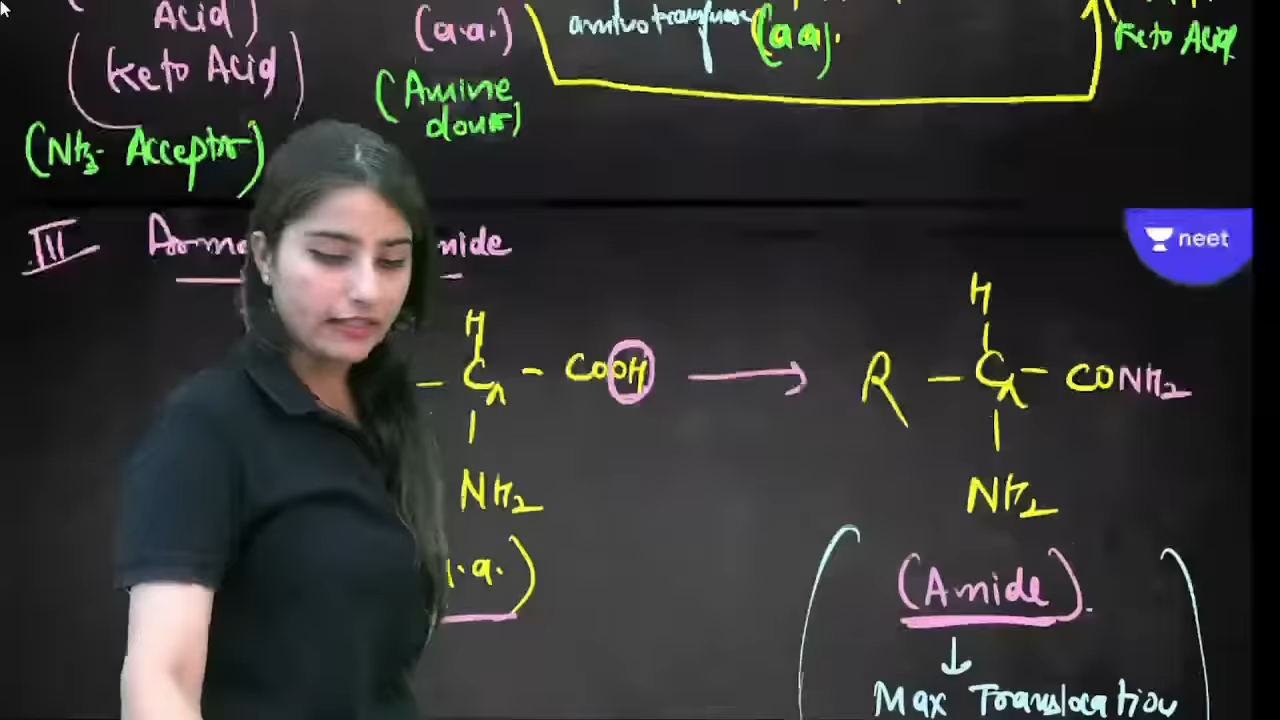 Acid)
(Keto Acid)
(NH3- Acceptor)
(a.a.)
(Amine
donor)
aminotransferase
(aa).
Keto Acid
III
neet
H
- C - COOH → 
NH2
H
R - C - CONH2
NH2
(Amide).
↓
Max Translocation